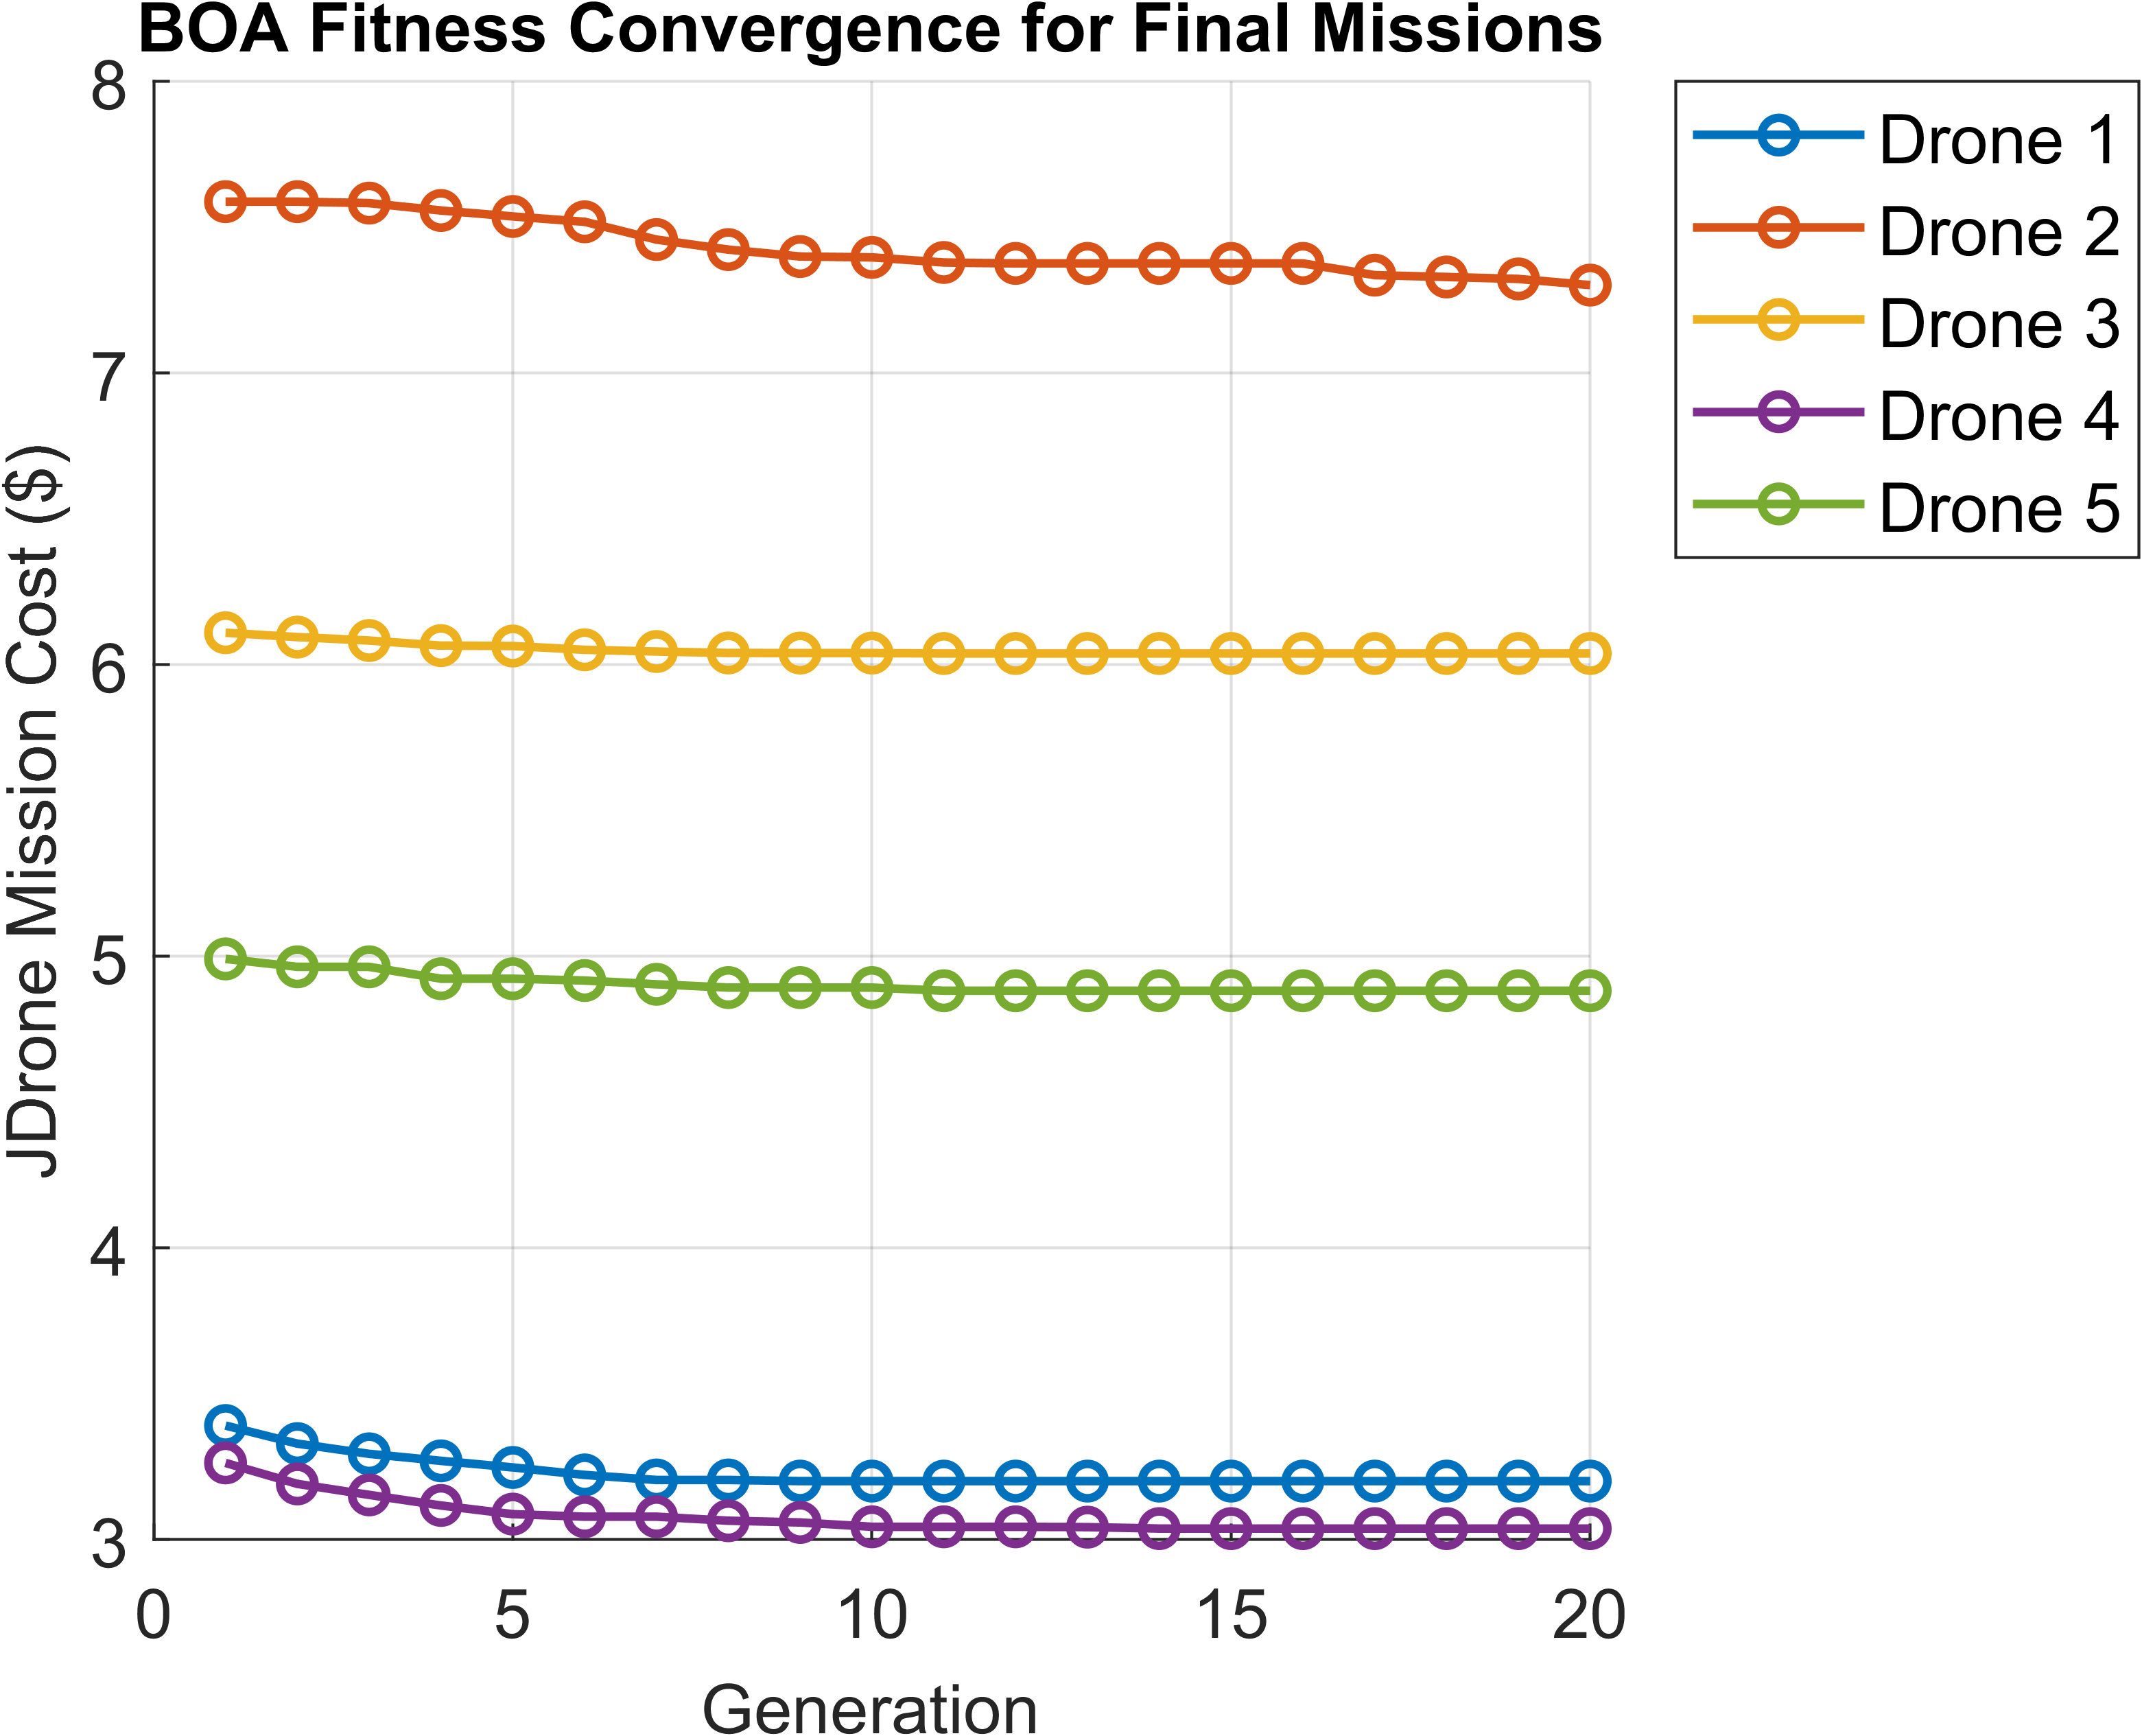 BOA Fitness Convergence for Final Missions
8
7
6
5
4
3
JDrone Mission Cost ($)
0 5 10 15 20
Generation
Drone 1
Drone 2
Drone 3
Drone 4
Drone 5